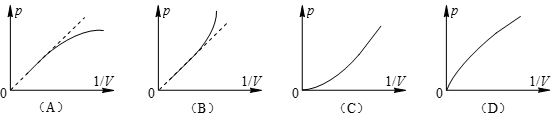 p p p p
0 1/V 0 1/V 0 1/V 0 1/V
（A） （B） （C） （D）